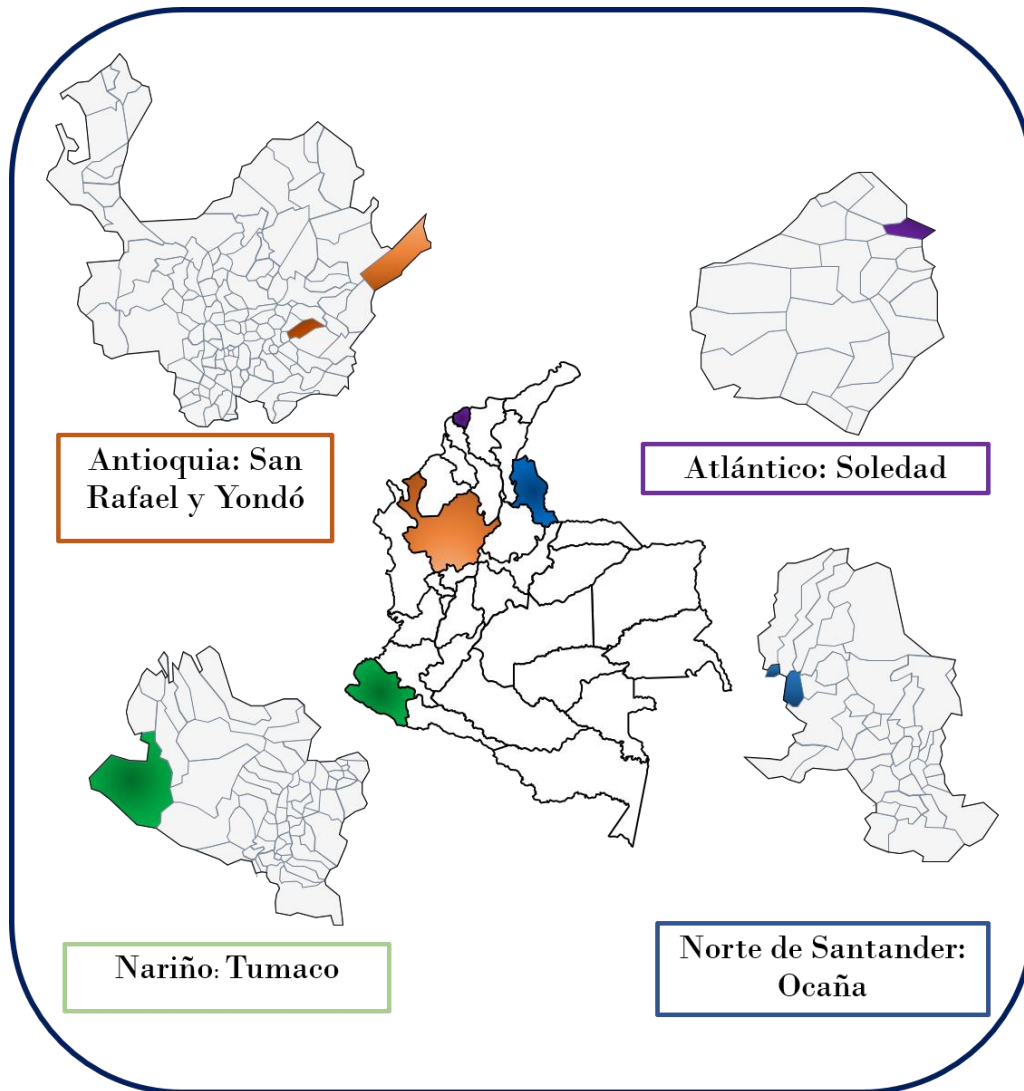 Antioquia: San
Rafael y Yondó
Atlántico: Soledad
Nariño: Tumaco
Norte de Santander:
Ocaña